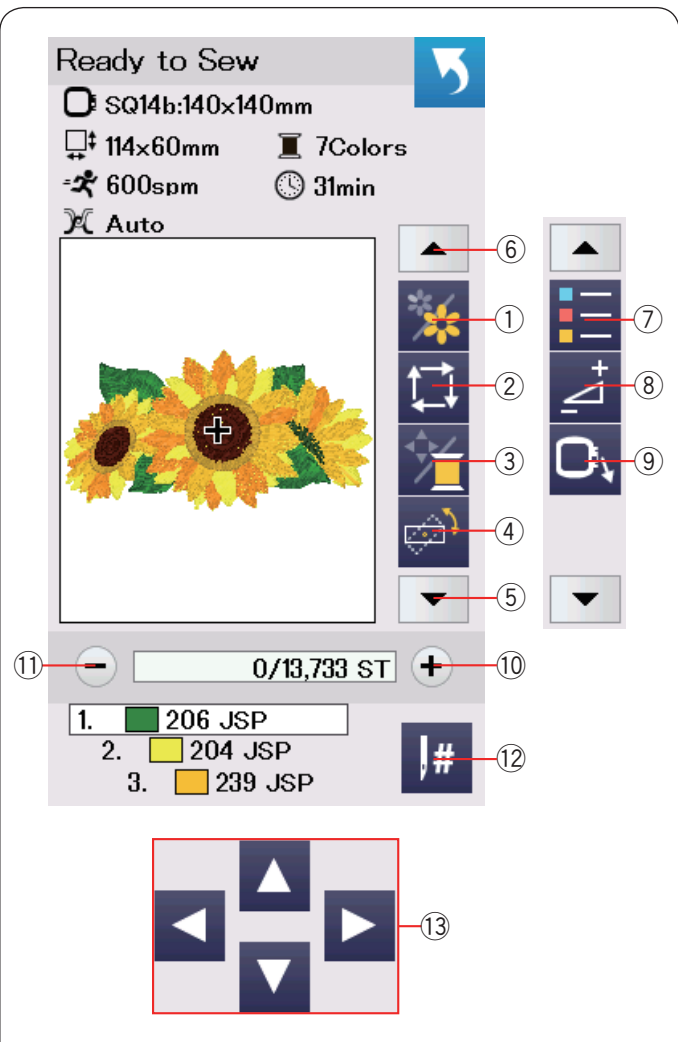 Ready to Sew
SQ14b:140x140mm
114x60mm 7Colors
600spm 31min
Auto
⑥
① ⑦
② ⑧
③ ⑨
④
⑤
⑪ − 0/13,733 ST + ⑩
1. 206 JSP
2. 204 JSP
# ⑫
3. 239 JSP
⑬